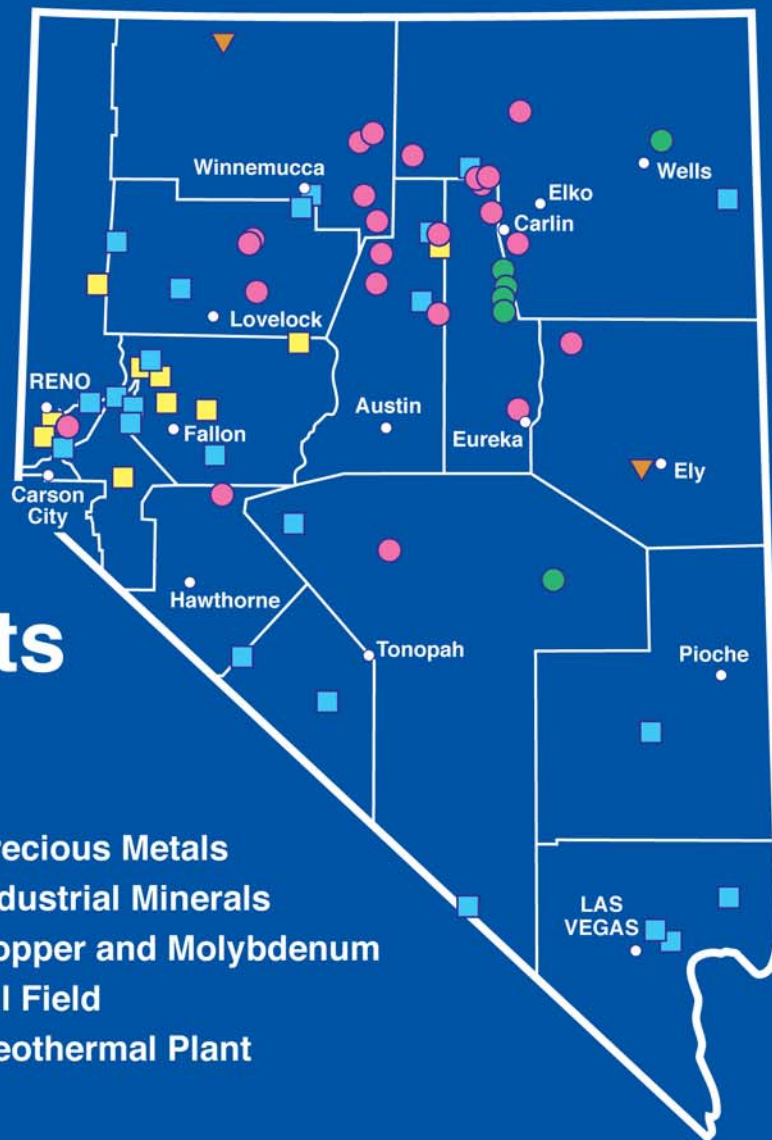 Winnemucca
Wells
Elko
Carlin
Lovelock
RENO
Austin
Fallon
Eureka
Ely
Carson
City
Hawthorne
ts
Tonopah
Pioche
recious Metals
dustrial Minerals
opper and Molybdenum
l Field
eothermal Plant
LAS
VEGAS